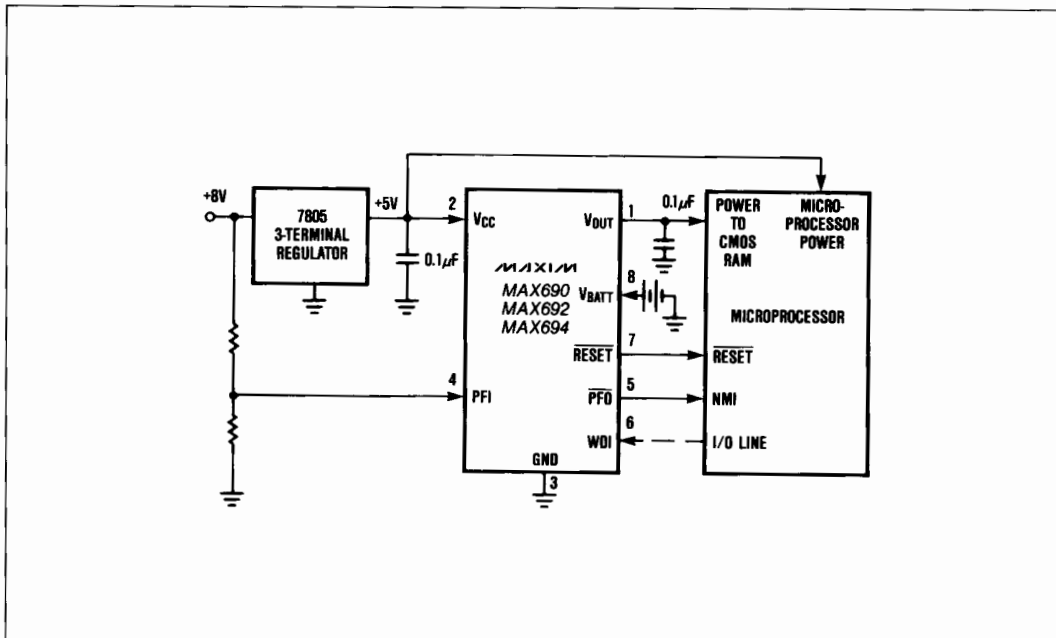 +8V
7805
3-TERMINAL
REGULATOR
+5V
0.1μF
2
VCC
MAXIM
MAX690
MAX692
MAX694
4
PFI
GND
3
VOUT
1
0.1μF
VBATT
8
RESET
7
PFO
5
WDI
6
POWER
TO
CMOS
RAM
MICRO-
PROCESSOR
POWER
MICROPROCESSOR
RESET
NMI
I/O LINE